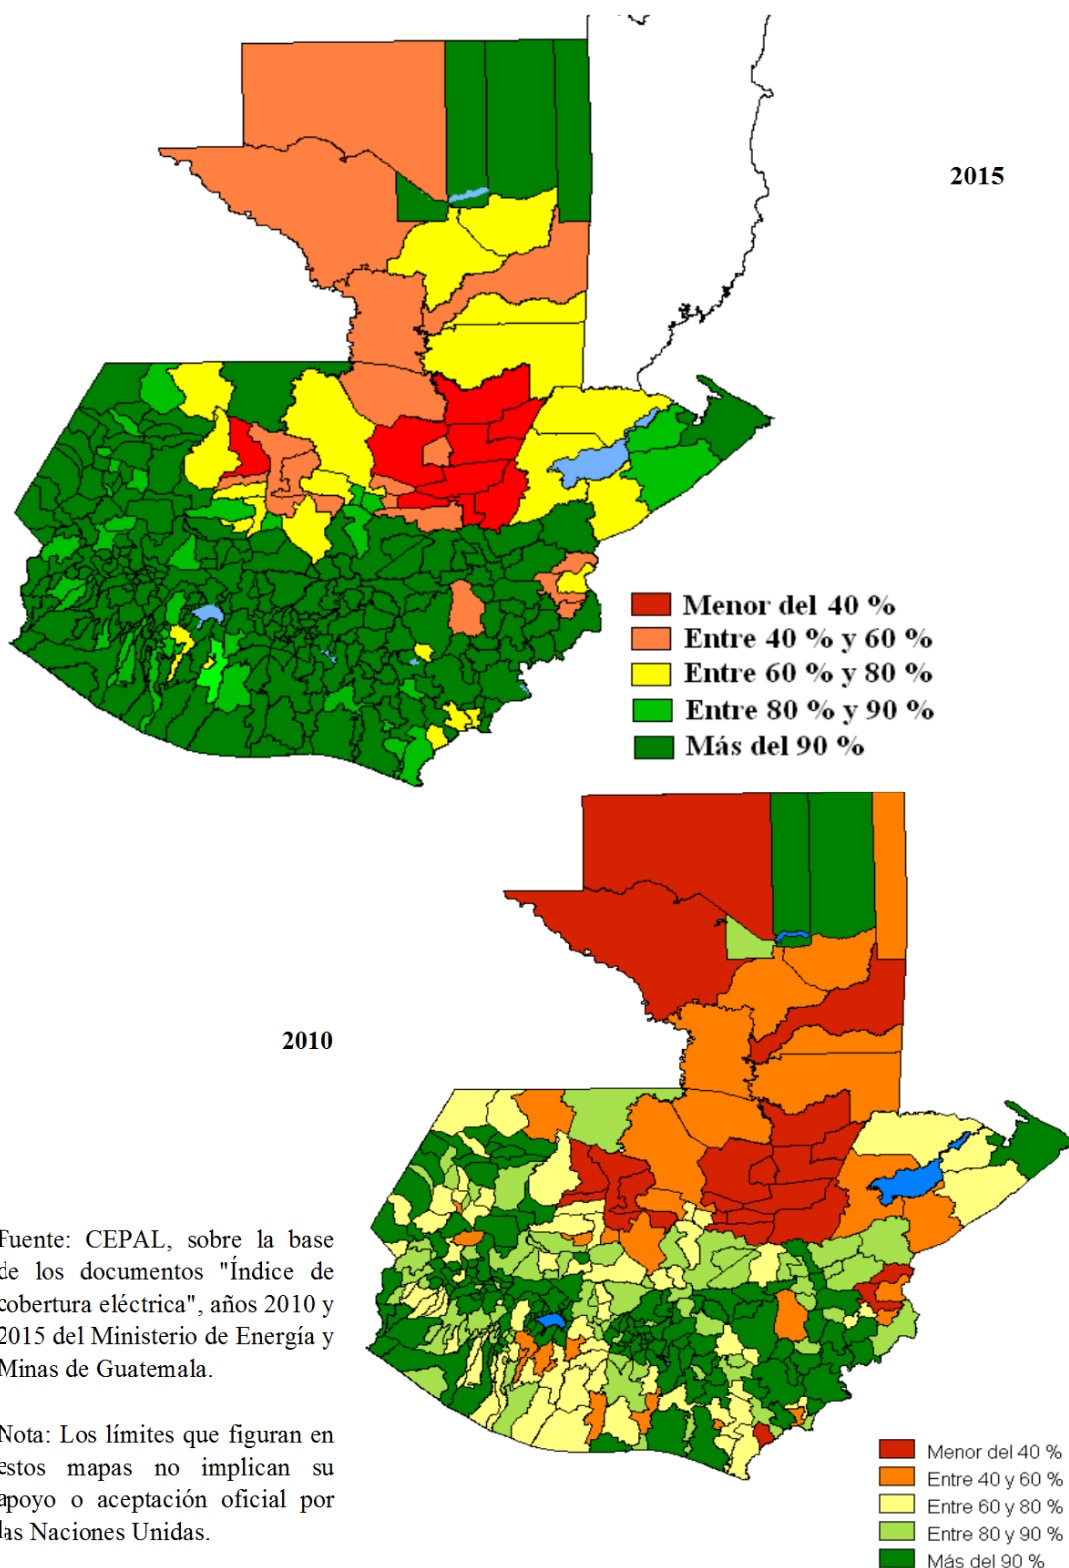 2015
Menor del 40 %
Entre 40 % y 60 %
Entre 60 % y 80 %
Entre 80 % y 90 %
Más del 90 %
2010
Fuente: CEPAL, sobre la base
de los documentos "Índice de
cobertura eléctrica", años 2010 y
2015 del Ministerio de Energía y
Minas de Guatemala.
Nota: Los límites que figuran en
estos mapas no implican su
apoyo o aceptación oficial por
las Naciones Unidas.
Menor del 40 %
Entre 40 y 60 %
Entre 60 y 80 %
Entre 80 y 90 %
Más del 90 %